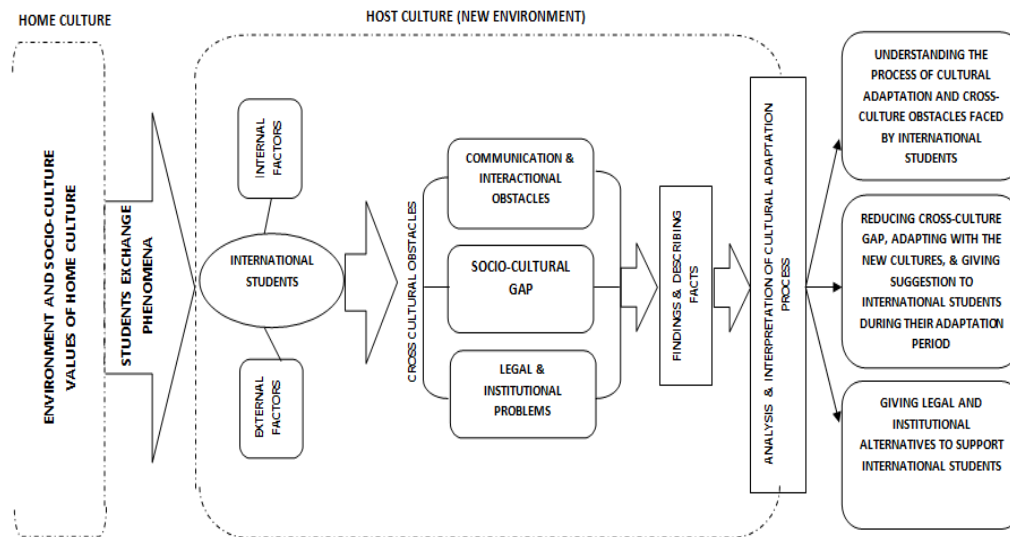 HOME CULTURE
HOST CULTURE (NEW ENVIRONMENT)
ENVIRONMENT AND SOCIO-CULTURE
VALUES OF HOME CULTURE
STUDENTS EXCHANGE
PHENOMENA
INTERNAL
FACTORS
INTERNATIONAL
STUDENTS
EXTERNAL
FACTORS
CROSS CULTURAL OBSTACLES
COMMUNICATION &
INTERACTIONAL
OBSTACLES
SOCIO-CULTURAL
GAP
LEGAL &
INSTITUTIONAL
PROBLEMS
FINDINGS & DESCRIBING
FACTS
ANALYSIS & INTERPRETATION OF CULTURAL ADAPTATION
PROCESS
UNDERSTANDING THE
PROCESS OF CULTURAL
ADAPTATION AND CROSS-
CULTURE OBSTACLES FACED
BY INTERNATIONAL
STUDENTS
REDUCING CROSS-CULTURE
GAP, ADAPTING WITH THE
NEW CULTURES, & GIVING
SUGGESTION TO
INTERNATIONAL STUDENTS
DURING THEIR ADAPTATION
PERIOD
GIVING LEGAL AND
INSTITUTIONAL
ALTERNATIVES TO SUPPORT
INTERNATIONAL STUDENTS